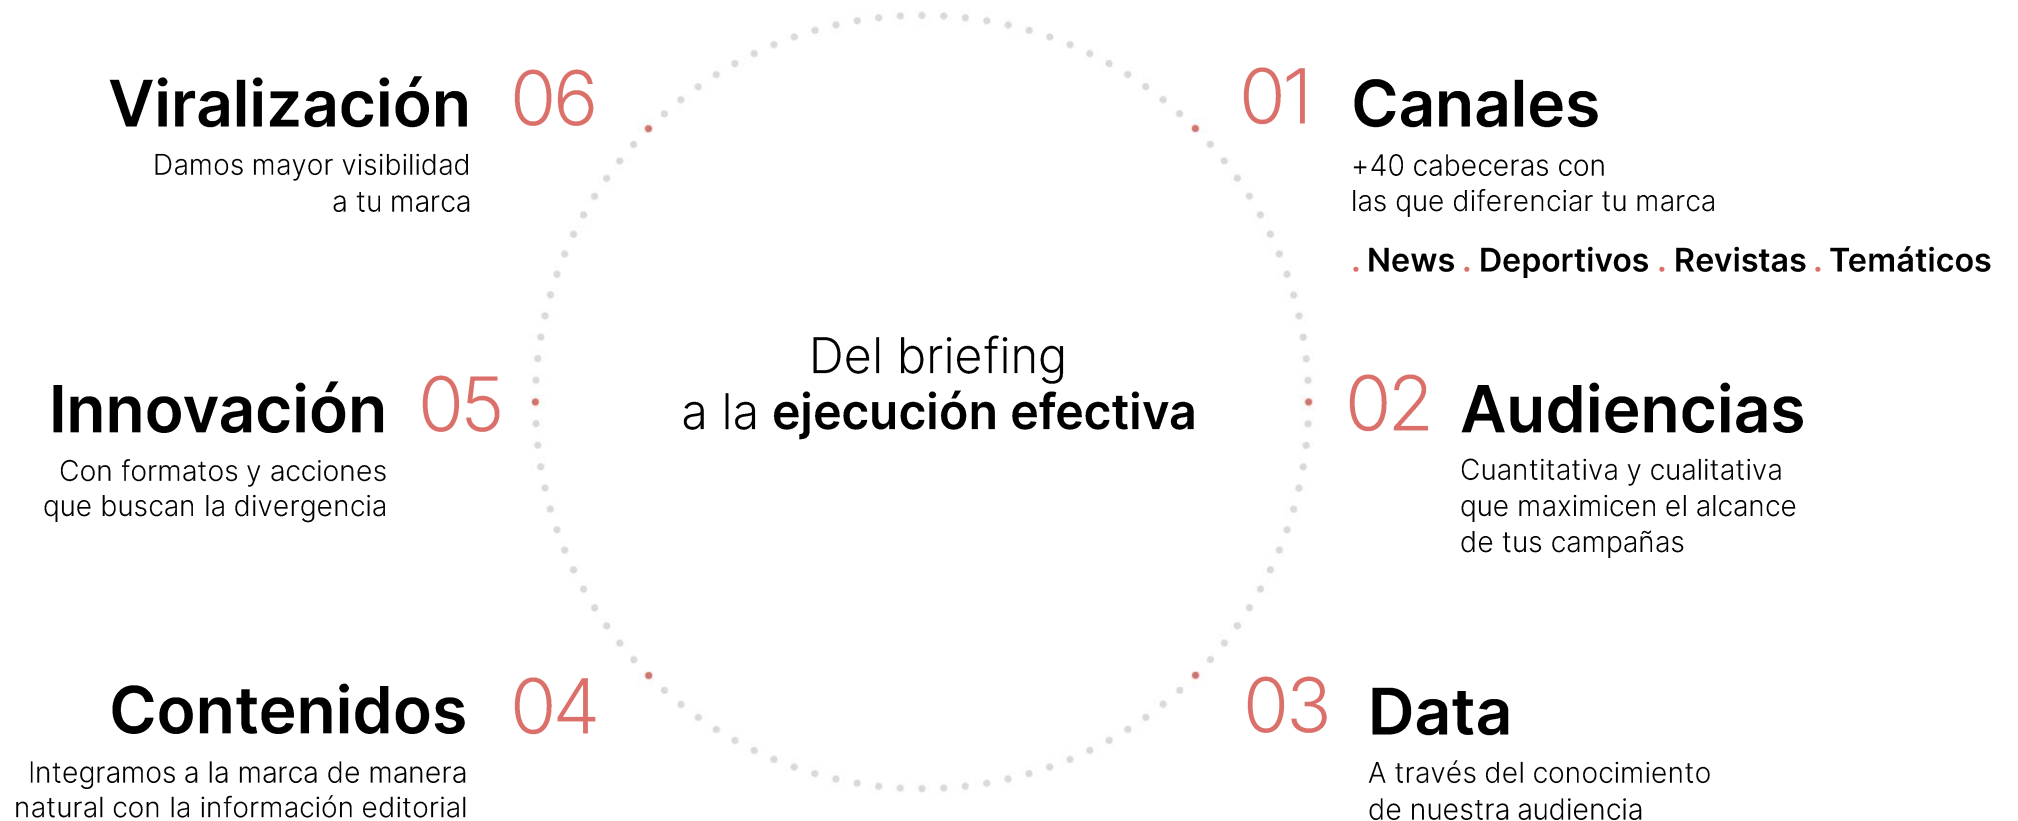 Del briefing
a la ejecución efectiva
01 Canales
+40 cabeceras con
las que diferenciar tu marca
. News . Deportivos . Revistas . Temáticos
02 Audiencias
Cuantitativa y cualitativa
que maximicen el alcance
de tus campañas
03 Data
A través del conocimiento
de nuestra audiencia
Contenidos 04
Integramos a la marca de manera
natural con la información editorial
Innovación 05
Con formatos y acciones
que buscan la divergencia
Viralización 06
Damos mayor visibilidad
a tu marca